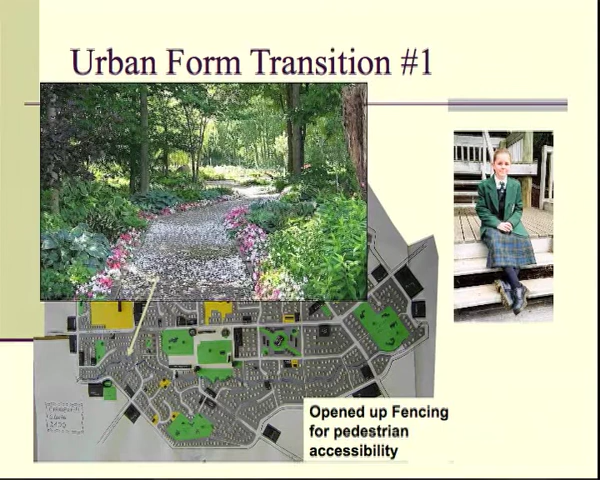 Urban Form Transition #1
Opened up Fencing
for pedestrian
accessibility